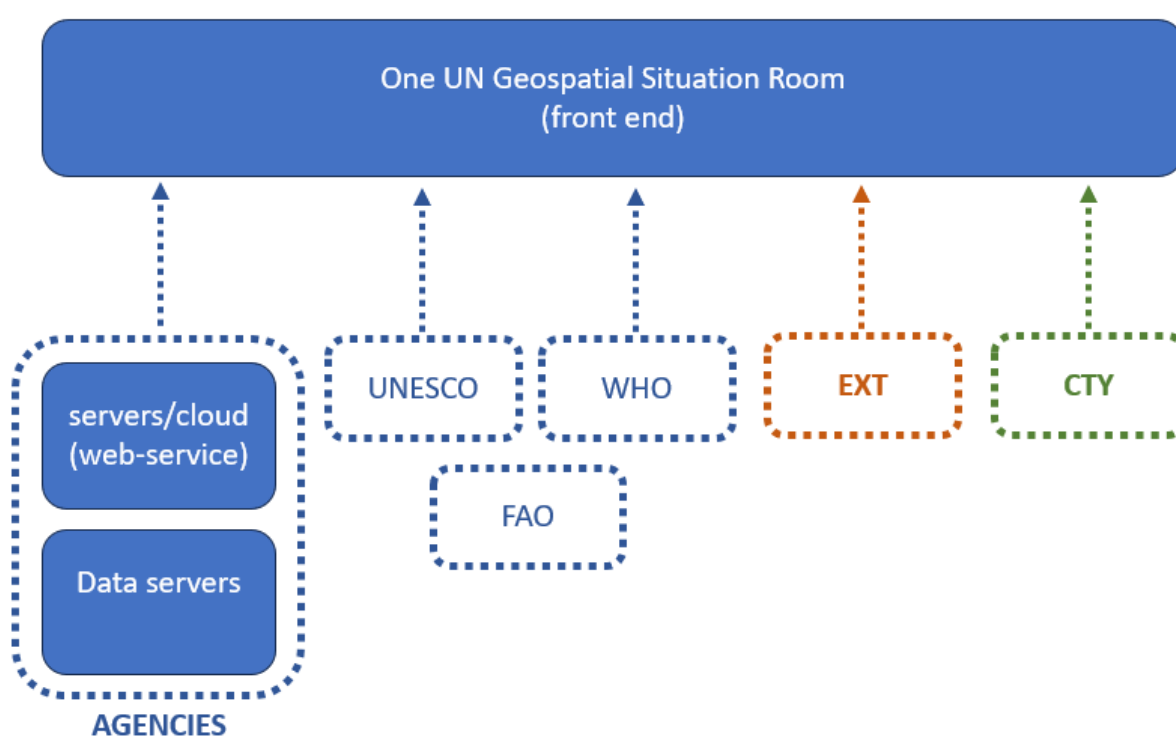 One UN Geospatial Situation Room
(front end)
servers/cloud
(web-service)
Data servers
AGENCIES
UNESCO
WHO
FAO
EXT
CTY